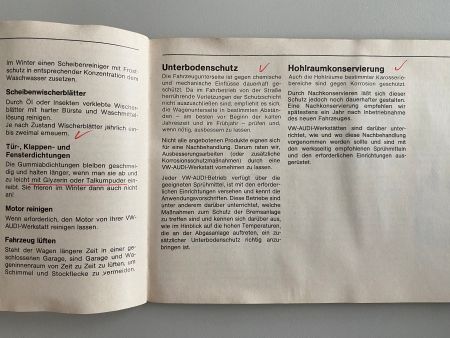 Im Winter einen Scheibenreiniger mit Frost-
schutz in entsprechender Konzentration dem
Waschwasser zusetzen.
Scheibenwischerblätter
Durch Öl oder Insekten verklebte Wischer-
blätter mit harter Bürste und Waschmittel-
lösung reinigen.
Je nach Zustand Wischerblätter jährlich ein-
bis zweimal erneuern.
Tür-, Klappen- und
Fensterdichtungen
Die Gummidichtungen bleiben geschmei-
dig und halten länger, wenn man sie ab und
zu leicht mit Glyzerin oder Talkumpuder ein-
reibt. Sie frieren im Winter dann auch nicht
an!
Motor reinigen
Wenn erforderlich, den Motor von Ihrer VW-
AUDI-Werkstatt reinigen lassen.
Fahrzeug lüften
Steht der Wagen längere Zeit in einer ge-
schlossenen Garage, sind Garage und Wa-
geninnenraum von Zeit zu Zeit zu lüften, um
Schimmel und Stockflecke zu vermeiden.
Unterbodenschutz
Die Fahrzeugunterseite ist gegen chemische
und mechanische Einflüsse dauerhaft ge-
schützt. Da im Fahrbetrieb von der Straße
herrührende Verletzungen der Schutzschicht
nicht auszuschließen sind, empfiehlt es sich,
die Wagenunterseite in bestimmten Abstän-
den – am besten vor Beginn der kalten
Jahreszeit und im Frühjahr – prüfen und,
wenn nötig, ausbessern zu lassen.
Nicht alle angebotenen Produkte eignen sich
für eine Nachbehandlung. Darum raten wir,
Ausbesserungsarbeiten (oder zusätzliche
Korrosionsschutzmaßnahmen) durch eine
VW-AUDI-Werkstatt vornehmen zu lassen.
Jeder VW-AUDI-Betrieb verfügt über die
geeigneten Sprühmittel, ist mit den erforder-
lichen Einrichtungen versehen und kennt die
Anwendungsvorschriften. Diese Betriebe sind
unter anderem darüber unterrichtet, welche
Maßnahmen zum Schutz der Bremsanlage
zu treffen sind und kennen sich darüber aus,
wie im Hinblick auf die hohen Temperaturen,
die an der Abgasanlage auftreten, ein zu-
sätzlicher Unterbodenschutz richtig anzu-
bringen ist.
Hohlraumkonservierung
Auch die Hohlräume bestimmter Karosserie-
bereiche sind gegen Korrosion geschützt.
Durch Nachkonservieren läßt sich dieser
Schutz jedoch noch dauerhafter gestalten.
Eine Nachkonservierung empfehlen wir
spätestens ein Jahr nach Inbetriebnahme
des neuen Fahrzeuges.
VW-AUDI-Werkstätten sind darüber unter-
richtet, wie und wo diese Nachbehandlung
vorgenommen werden sollte und sind mit
den werkseitig empfohlenen Sprühmitteln
und den erforderlichen Einrichtungen aus-
gerüstet.